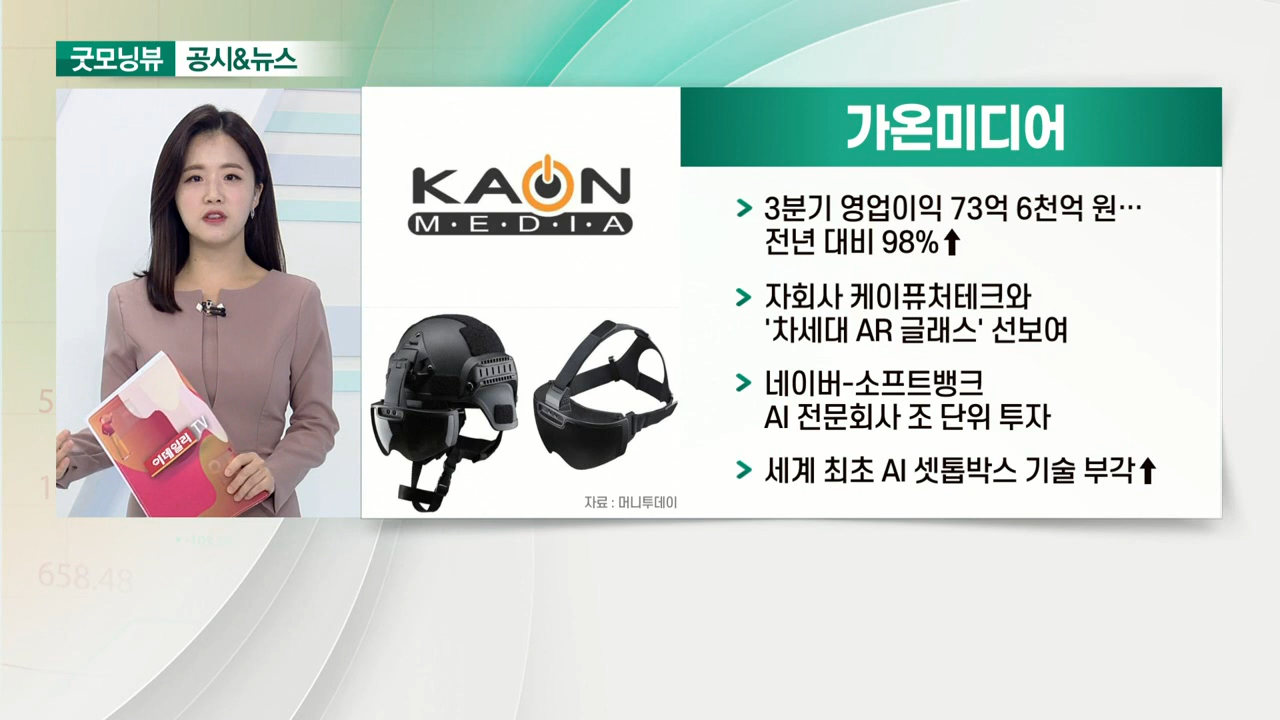 굿모닝뷰 공시&뉴스
KAON
M·E·D·I·A
가온미디어
3분기 영업이익 73억 6천억 원…
전년 대비 98%⬆
자회사 케이퓨처테크와
'차세대 AR 글래스' 선보여
네이버-소프트뱅크
AI 전문회사 조 단위 투자
세계 최초 AI 셋톱박스 기술 부각⬆
자료 : 머니투데이
이데일리 TV
658.48